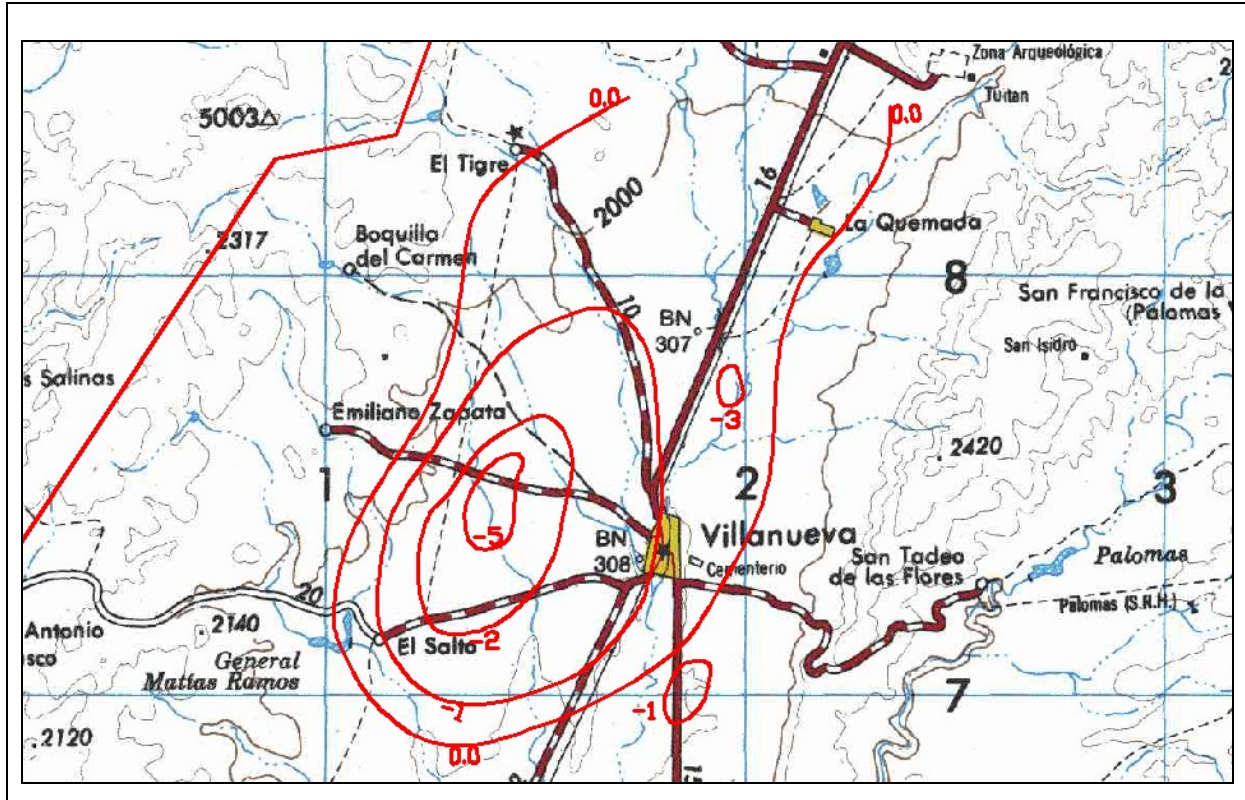 Zona Arqueológica
Tuitan
0.0
0.0
5003
El Tigre
16
2000
La Quemada
2317
Boquilla
del Carmen
8
San Francisco de la
(Palomas
10
BN
307
San Isidro
s Salinas
-3
Emiliano Zapata
2420
1
2
3
-5
Villanueva
BN
308
Cementerio
San Tadeo
de las Flores
Palomas
20
Palomas (S.R.H.)
Antonio
sco
2140
El Salto
-2
General
Matías Ramos
7
-1
-1
2120
0.0